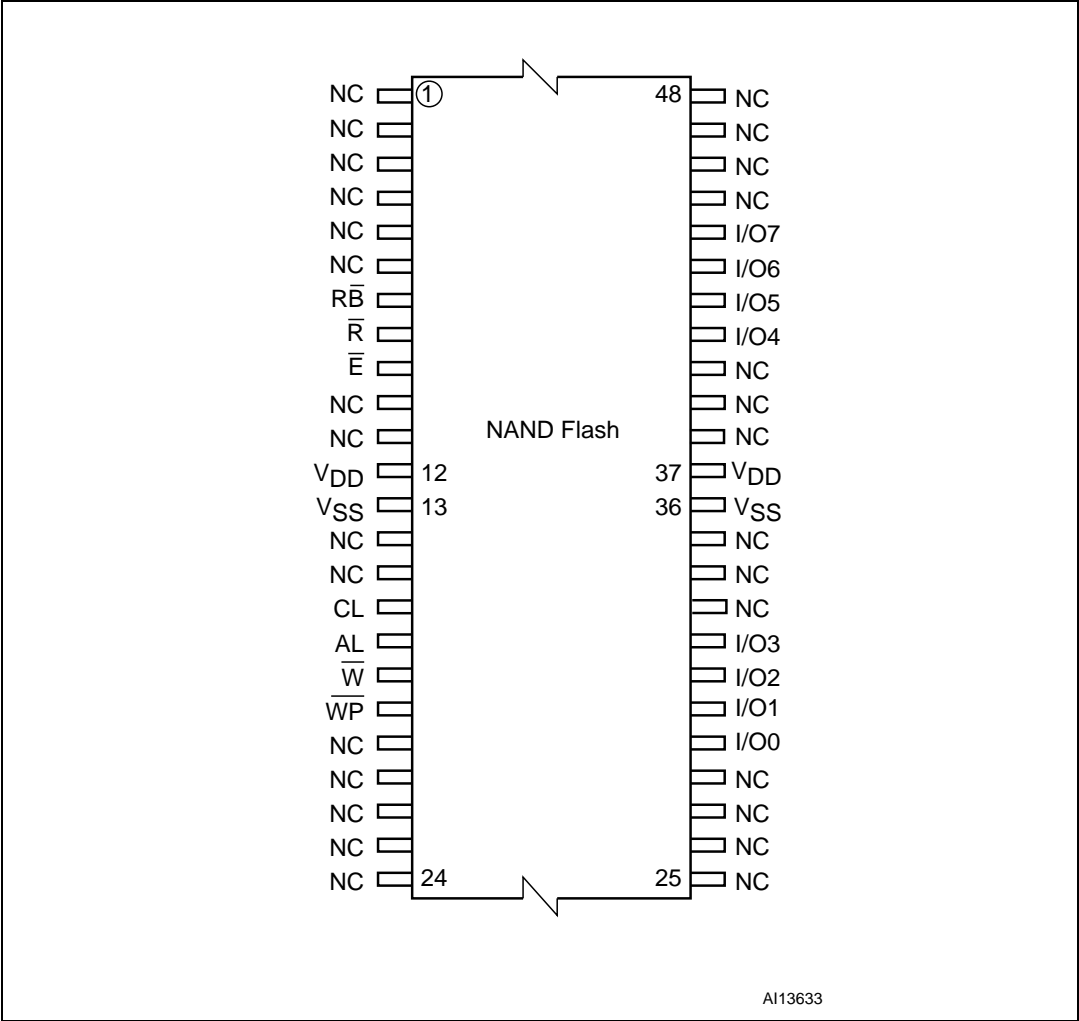 NC 1 48 NC
NC NC
NC NC
NC NC
NC I/O7
NC I/O6
RB̅ I/O5
R̅ I/O4
E̅ NC
NC NC
NAND Flash
NC NC
VDD 12 37 VDD
VSS 13 36 VSS
NC NC
NC NC
CL NC
AL I/O3
W̅ I/O2
W̅P̅ I/O1
NC I/O0
NC NC
NC NC
NC NC
NC 24 25 NC
AI13633